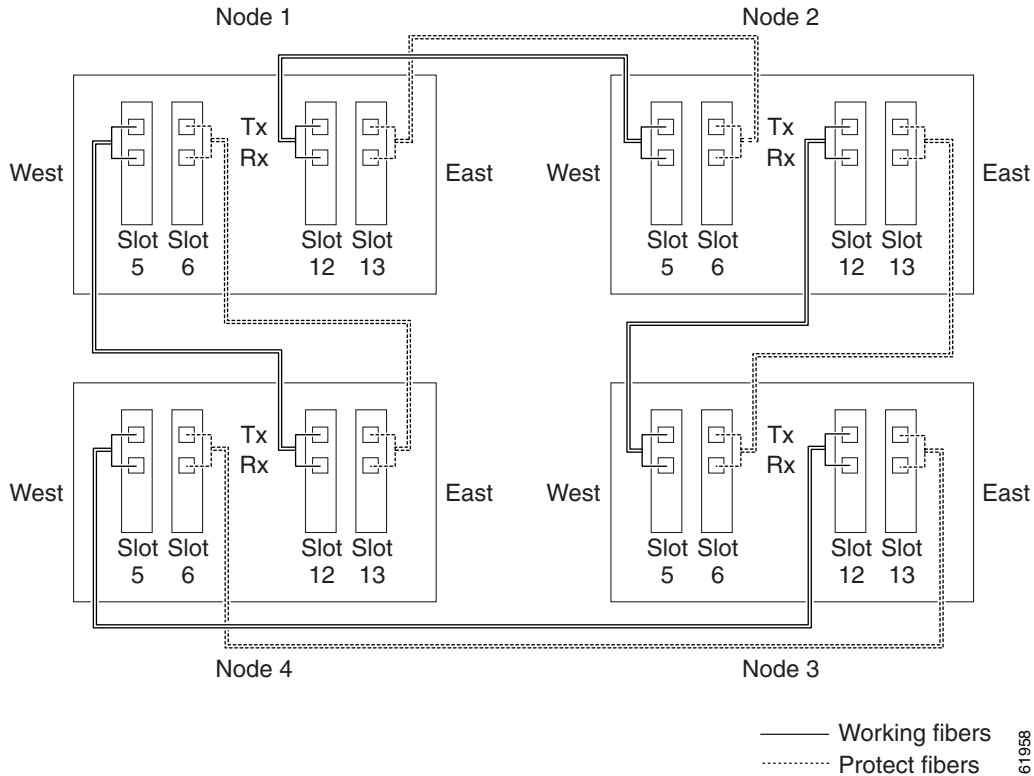 Node 1
Node 2
Tx
Rx
Tx
Rx
West
East
West
East
Slot Slot
5 6
Slot Slot
12 13
Slot Slot
5 6
Slot Slot
12 13
Tx
Rx
Tx
Rx
West
East
West
East
Slot Slot
5 6
Slot Slot
12 13
Slot Slot
5 6
Slot Slot
12 13
Node 4
Node 3
Working fibers
Protect fibers
61958